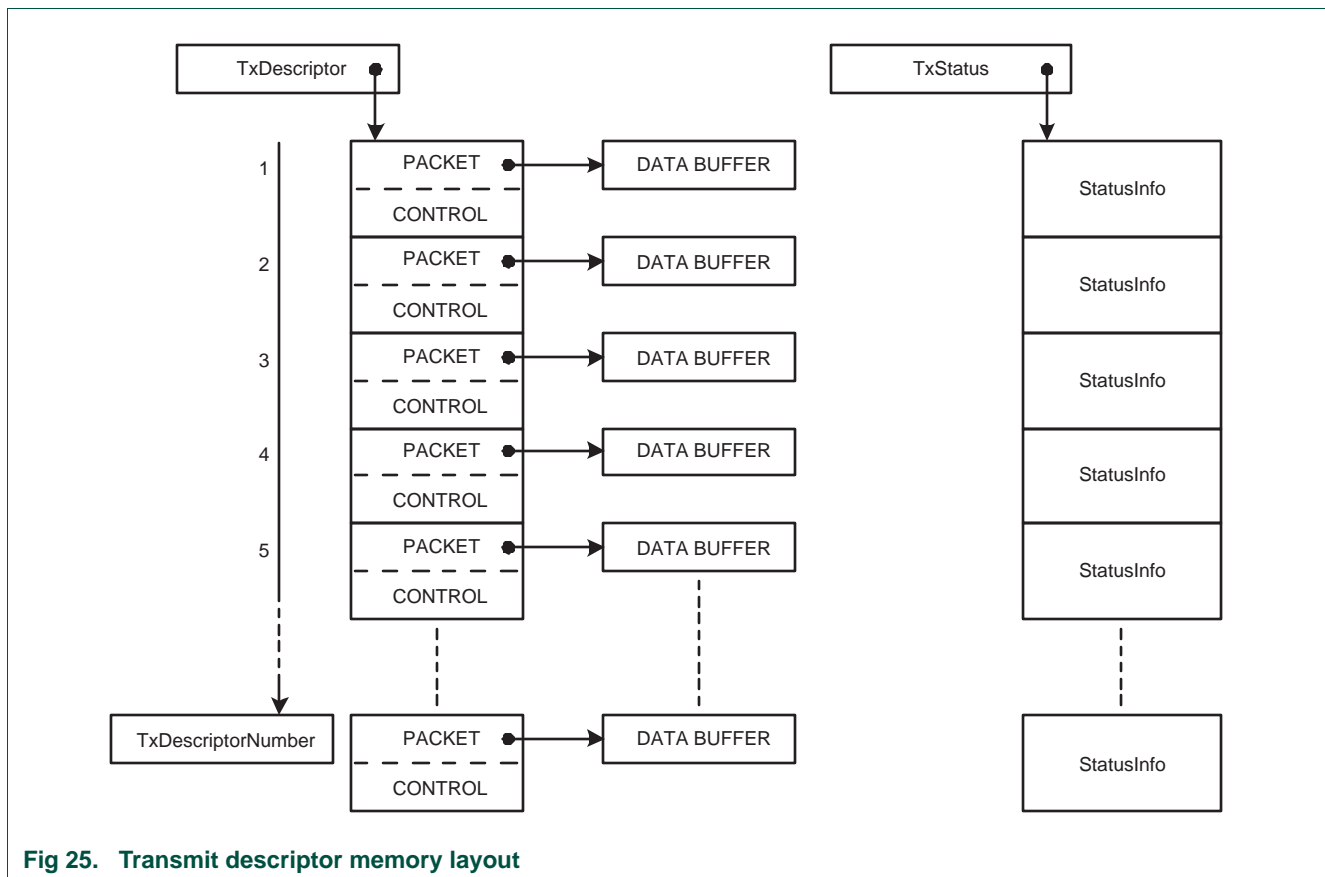 TxDescriptor
TxStatus
1
PACKET
DATA BUFFER
CONTROL
StatusInfo
2
PACKET
DATA BUFFER
CONTROL
StatusInfo
3
PACKET
DATA BUFFER
CONTROL
StatusInfo
4
PACKET
DATA BUFFER
CONTROL
StatusInfo
5
PACKET
DATA BUFFER
CONTROL
StatusInfo
TxDescriptorNumber
PACKET
DATA BUFFER
CONTROL
StatusInfo
Fig 25. Transmit descriptor memory layout